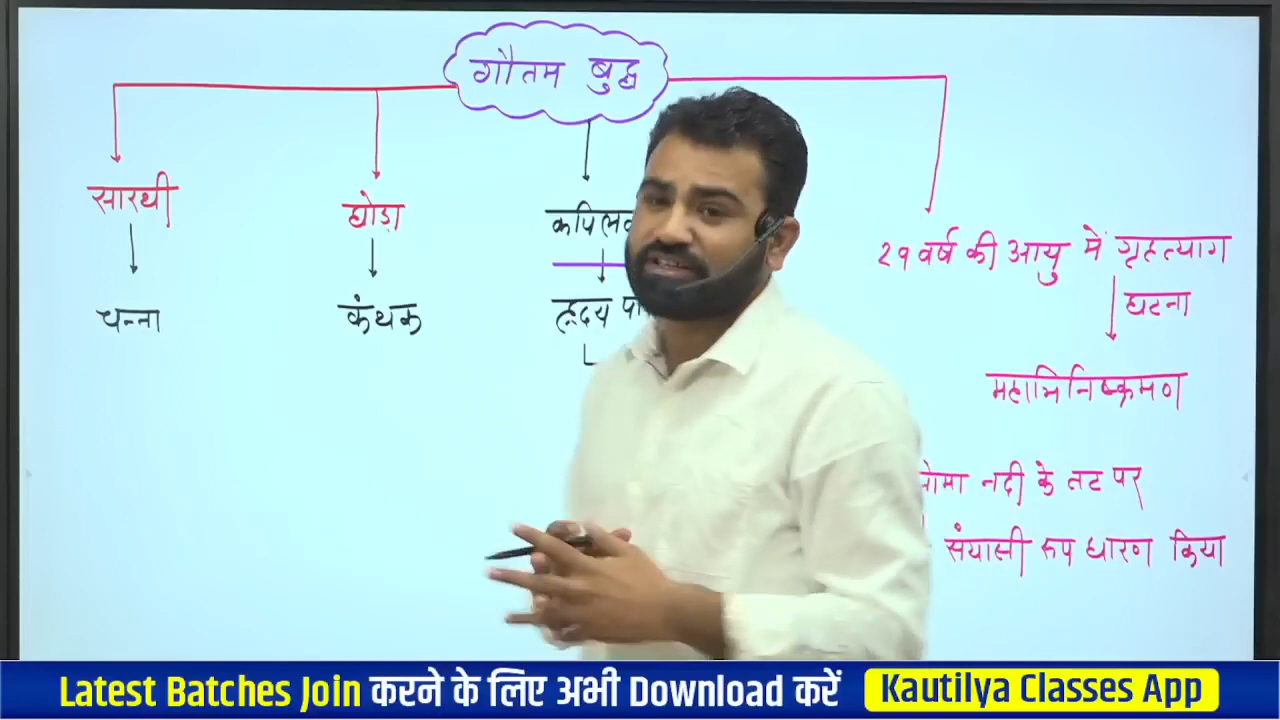 गौतम बुद्ध
सारथी
चन्ना
घोड़ा
कंथक
हृदय
२९ वर्ष की आयु में गृहत्याग
घटना
महाभिनिष्क्रमण
नदी के तट पर
संयासी रूप धारण किया
Latest Batches Join करने के लिए अभी Download करें Kautilya Classes App